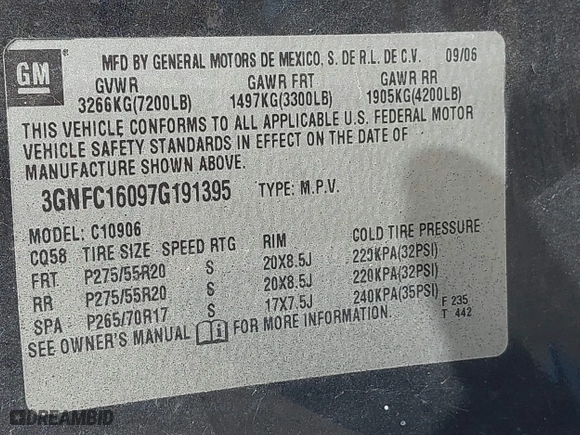 GM
MFD BY GENERAL MOTORS DE MEXICO, S. DE R.L. DE C.V. 09/06
GVWR GAWR FRT GAWR RR
3266KG(7200LB) 1497KG(3300LB) 1905KG(4200LB)
THIS VEHICLE CONFORMS TO ALL APPLICABLE U.S. FEDERAL MOTOR
VEHICLE SAFETY STANDARDS IN EFFECT ON THE DATE OF
MANUFACTURE SHOWN ABOVE.
3GNFC16097G191395 TYPE: M.P.V.
MODEL: C10906
CQ58 TIRE SIZE SPEED RTG RIM COLD TIRE PRESSURE
FRT P275/55R20 S 20X8.5J 220KPA(32PSI)
RR P275/55R20 S 20X8.5J 220KPA(32PSI)
SPA P265/70R17 S 17X7.5J 240KPA(35PSI) F 235
SEE OWNER'S MANUAL FOR MORE INFORMATION. T 442
DREAMBID